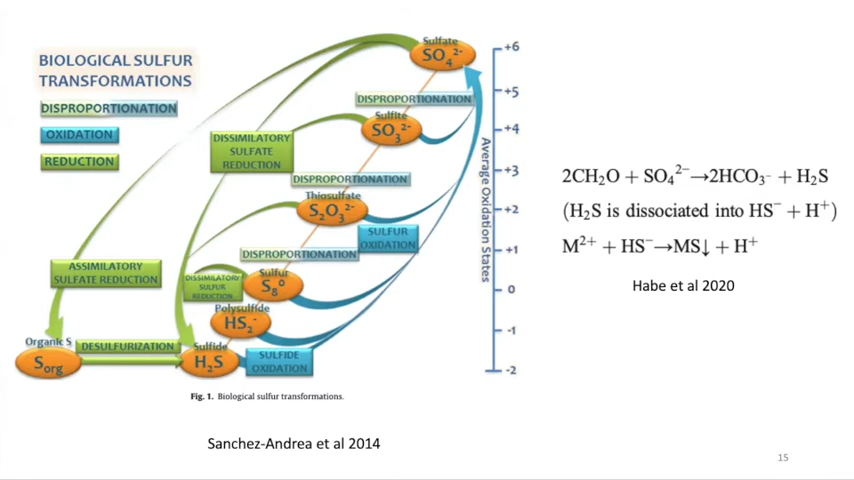 BIOLOGICAL SULFUR
TRANSFORMATIONS
DISPROPORTIONATION
OXIDATION
REDUCTION
Sulfate
SO₄²⁻
DISPROPORTIONATION
Sulfite
SO₃²⁻
DISSIMILATORY
SULFATE
REDUCTION
DISPROPORTIONATION
Thiosulfate
S₂O₃²⁻
SULFUR
OXIDATION
DISPROPORTIONATION
ASSIMILATORY
SULFATE REDUCTION
DISSIMILATORY
SULFUR
REDUCTION
Sulfur
S₈⁰
Polysulfide
HS₂⁻
Organic S
S_org
DESULFURIZATION
Sulfide
H₂S
SULFIDE
OXIDATION
Average Oxidation States
+6
+5
+4
+3
+2
+1
0
-1
-2
Fig. 1. Biological sulfur transformations.
Sanchez-Andrea et al 2014
2CH₂O + SO₄²⁻→2HCO₃⁻ + H₂S
(H₂S is dissociated into HS⁻ + H⁺)
M²⁺ + HS⁻→MS↓ + H⁺
Habe et al 2020
15